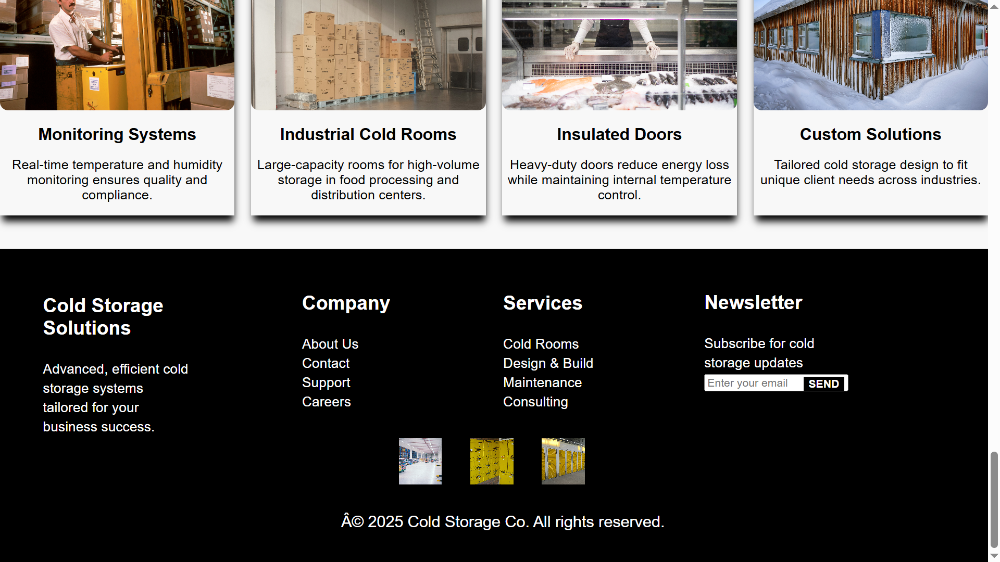 Monitoring Systems
Real-time temperature and humidity
monitoring ensures quality and
compliance.
Industrial Cold Rooms
Large-capacity rooms for high-volume
storage in food processing and
distribution centers.
Insulated Doors
Heavy-duty doors reduce energy loss
while maintaining internal temperature
control.
Custom Solutions
Tailored cold storage design to fit
unique client needs across industries.
Cold Storage
Solutions
Advanced, efficient cold
storage systems
tailored for your
business success.
Company
About Us
Contact
Support
Careers
Services
Cold Rooms
Design & Build
Maintenance
Consulting
Newsletter
Subscribe for cold
storage updates
Enter your email SEND
Â© 2025 Cold Storage Co. All rights reserved.